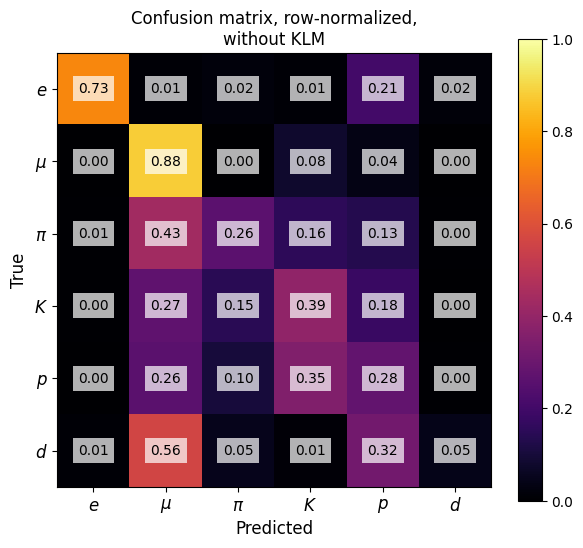 Confusion matrix, row-normalized,
without KLM
True
e 0.73 0.01 0.02 0.01 0.21 0.02
μ 0.00 0.88 0.00 0.08 0.04 0.00
π 0.01 0.43 0.26 0.16 0.13 0.00
K 0.00 0.27 0.15 0.39 0.18 0.00
p 0.00 0.26 0.10 0.35 0.28 0.00
d 0.01 0.56 0.05 0.01 0.32 0.05
e μ π K p d
Predicted
1.0
0.8
0.6
0.4
0.2
0.0